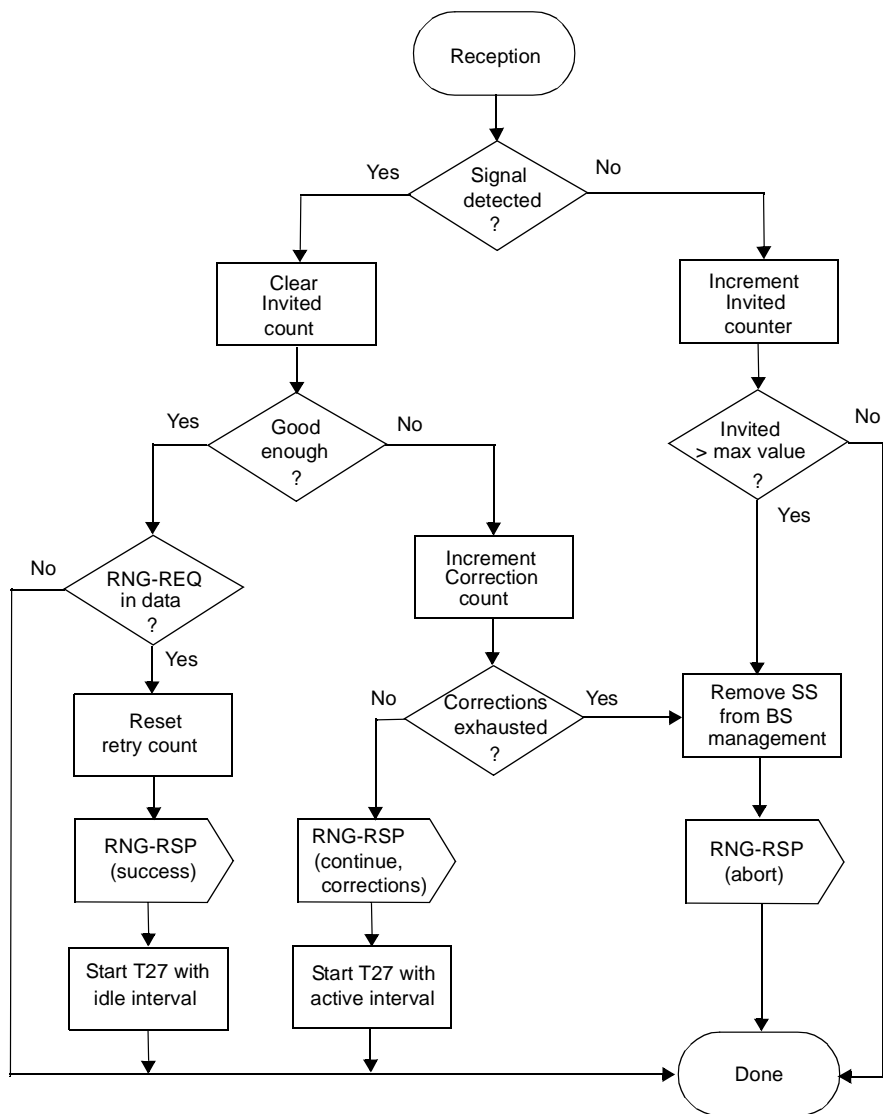 Reception
Yes
Signal
detected
?
No
Clear
Invited
count
Increment
Invited
counter
Yes
Good
enough
?
No
Invited
> max value
?
No
Yes
No
RNG-REQ
in data
?
Yes
Increment
Correction
count
Reset
retry count
No
Corrections
exhausted
?
Yes
Remove SS
from BS
management
RNG-RSP
(success)
RNG-RSP
(continue,
corrections)
RNG-RSP
(abort)
Start T27 with
idle interval
Start T27 with
active interval
Done